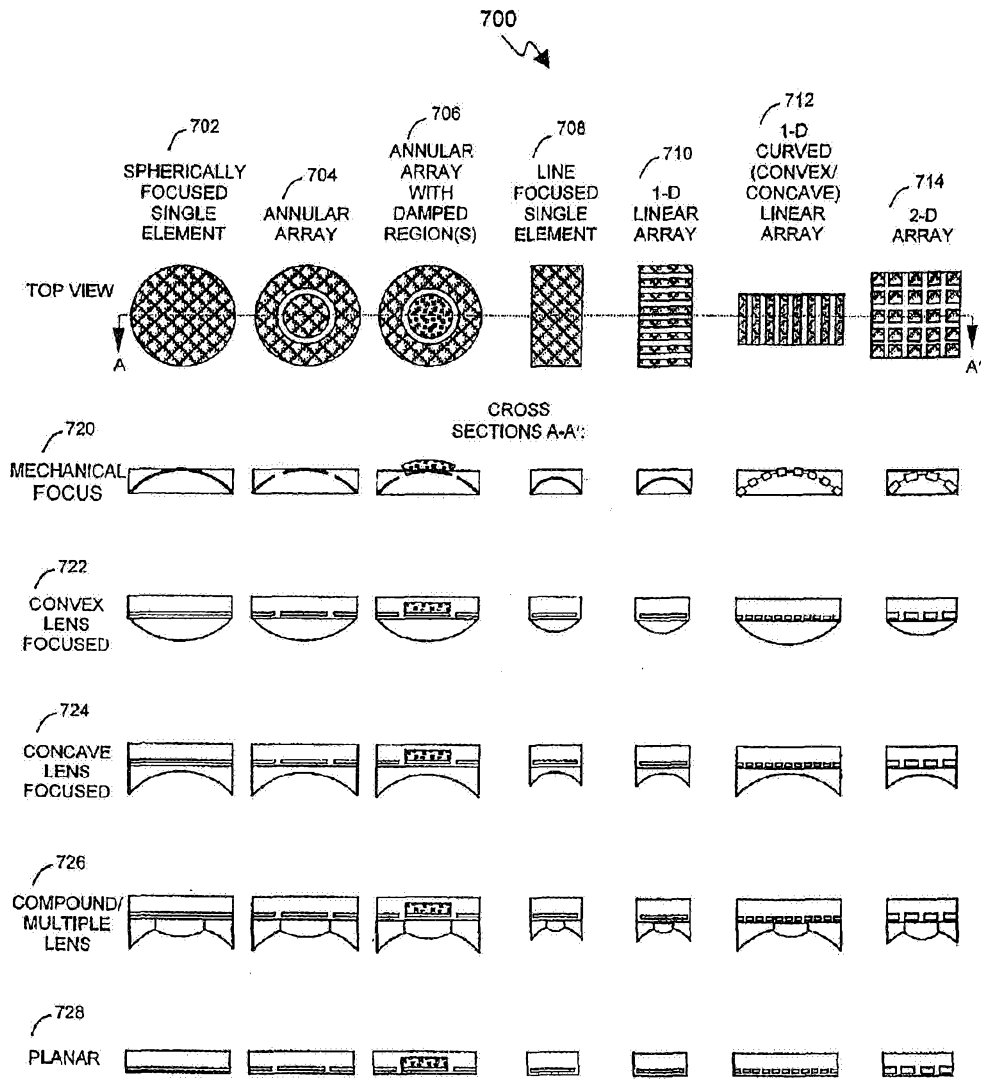 700
702
SPHERICALLY
FOCUSED
SINGLE
ELEMENT
704
ANNULAR
ARRAY
706
ANNULAR
ARRAY
WITH
DAMPED
REGION(S)
708
LINE
FOCUSED
SINGLE
ELEMENT
710
1-D
LINEAR
ARRAY
712
1-D
CURVED
(CONVEX/
CONCAVE)
LINEAR
ARRAY
714
2-D
ARRAY
TOP VIEW
A
A'
CROSS
SECTIONS A-A':
720
MECHANICAL
FOCUS
722
CONVEX
LENS
FOCUSED
724
CONCAVE
LENS
FOCUSED
726
COMPOUND/
MULTIPLE
LENS
728
PLANAR